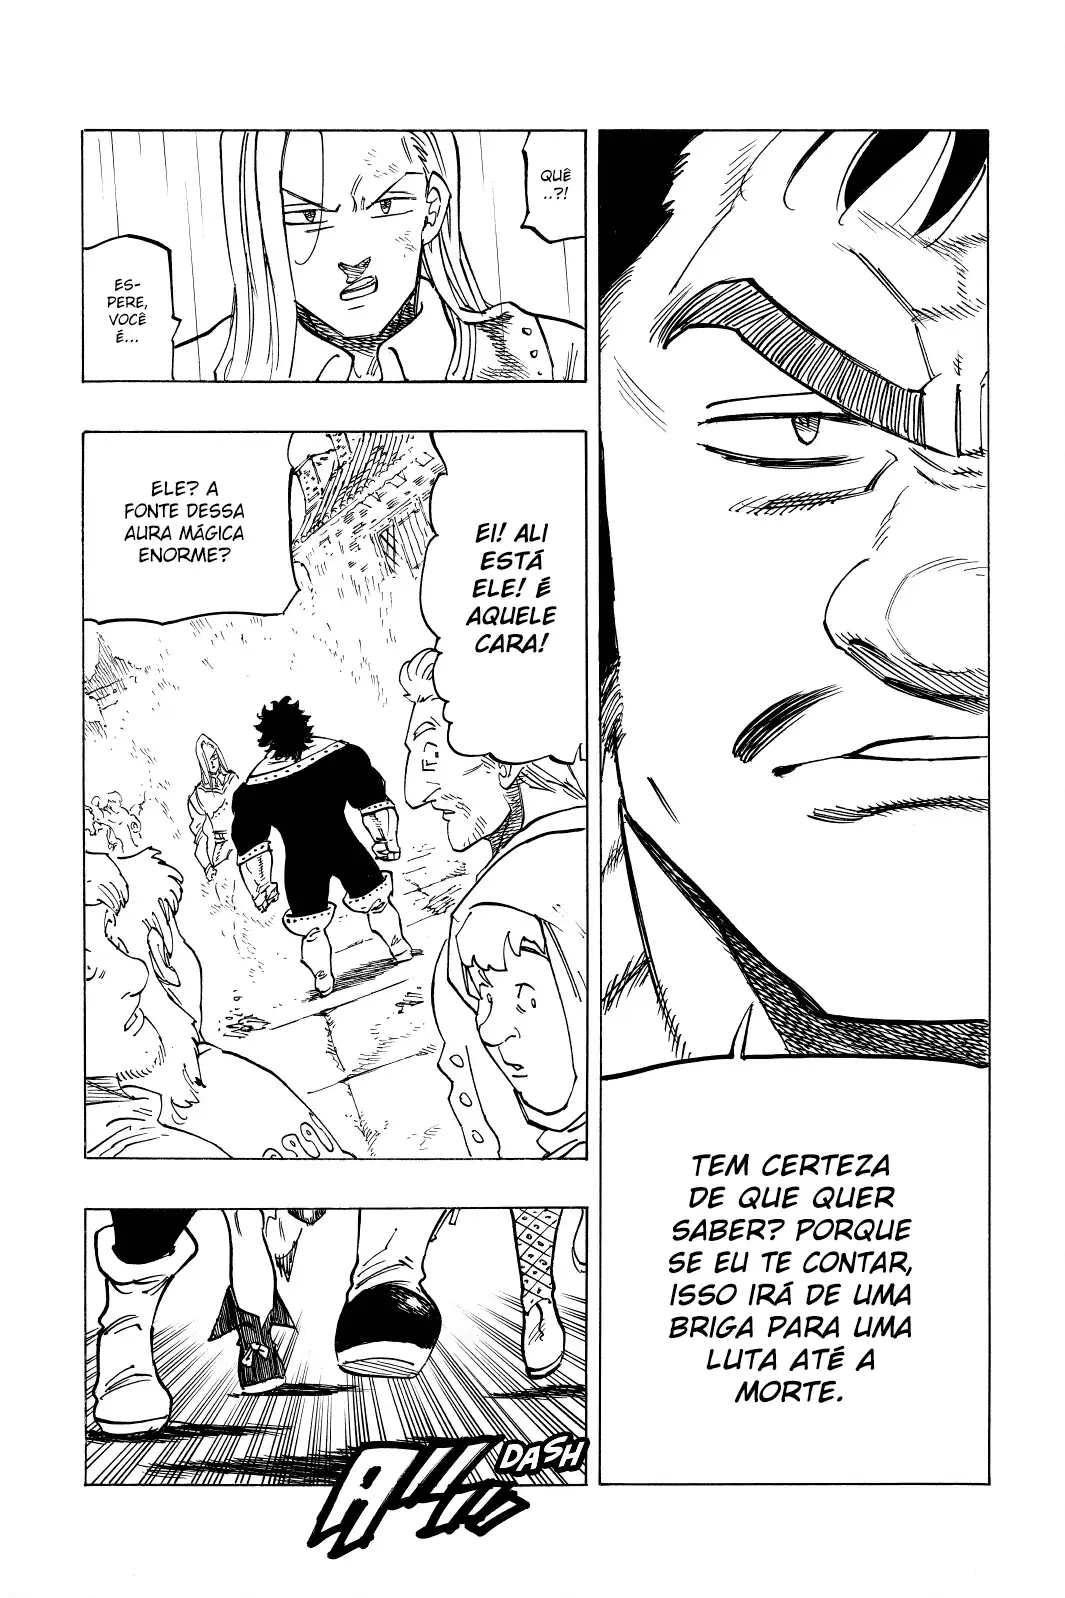 TEM CERTEZA
DE QUE QUER
SABER? PORQUE
SE EU TE CONTAR,
ISSO IRÁ DE UMA
BRIGA PARA UMA
LUTA ATÉ A
MORTE.
QUÊ
..?!
ES-
PERE,
VOCÊ
É...
EI! ALI
ESTÁ
ELE! É
AQUELE
CARA!
ELE? A
FONTE DESSA
AURA MÁGICA
ENORME?
DASH